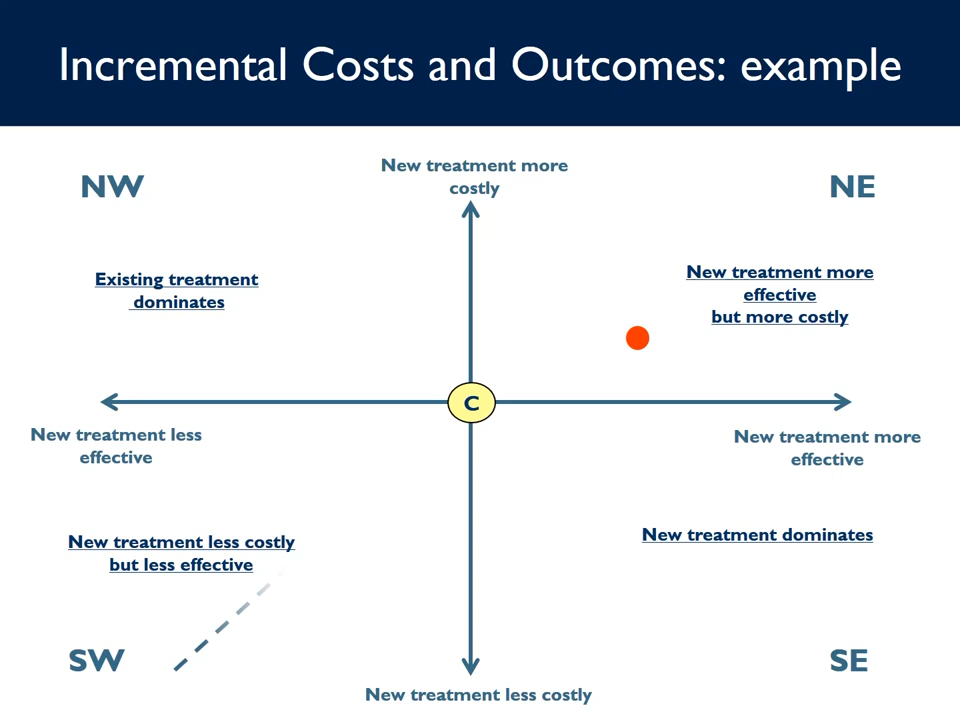 Incremental Costs and Outcomes: example
New treatment more
costly
NW
NE
Existing treatment
dominates
New treatment more
effective
but more costly
C
New treatment less
effective
New treatment more
effective
New treatment less costly
but less effective
New treatment dominates
SW
SE
New treatment less costly